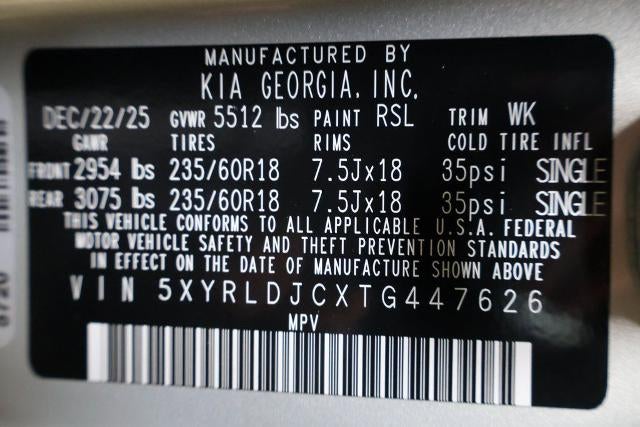 MANUFACTURED BY
KIA GEORGIA, INC.
DEC/22/25 GVWR 5512 lbs PAINT RSL TRIM WK
GAWR TIRES RIMS COLD TIRE INFL
FRONT 2954 lbs 235/60R18 7.5Jx18 35psi SINGLE
REAR 3075 lbs 235/60R18 7.5Jx18 35psi SINGLE
THIS VEHICLE CONFORMS TO ALL APPLICABLE U.S.A. FEDERAL
MOTOR VEHICLE SAFETY AND THEFT PREVENTION STANDARDS
IN EFFECT ON THE DATE OF MANUFACTURE SHOWN ABOVE
VIN 5XYRLDJCXTG447626
MPV